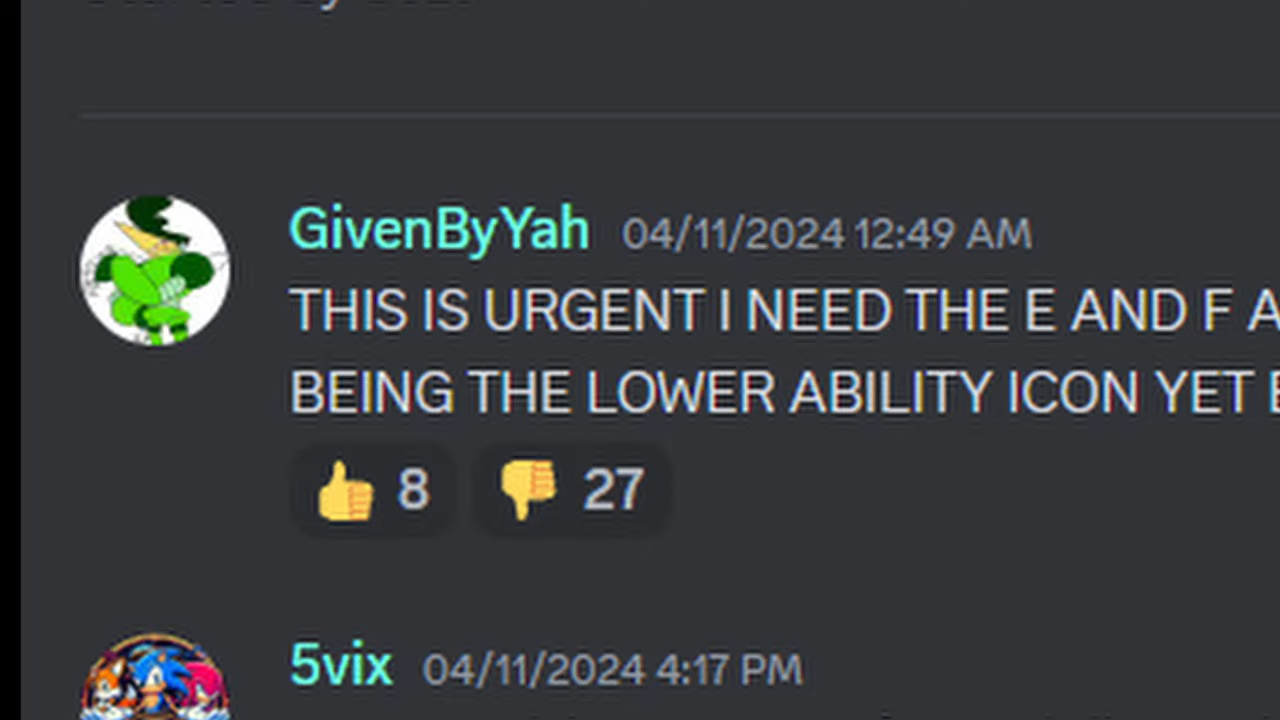 GivenByYah 04/11/2024 12:49 AM
THIS IS URGENT I NEED THE E AND F A
BEING THE LOWER ABILITY ICON YET
8 27
5vix 04/11/2024 4:17 PM